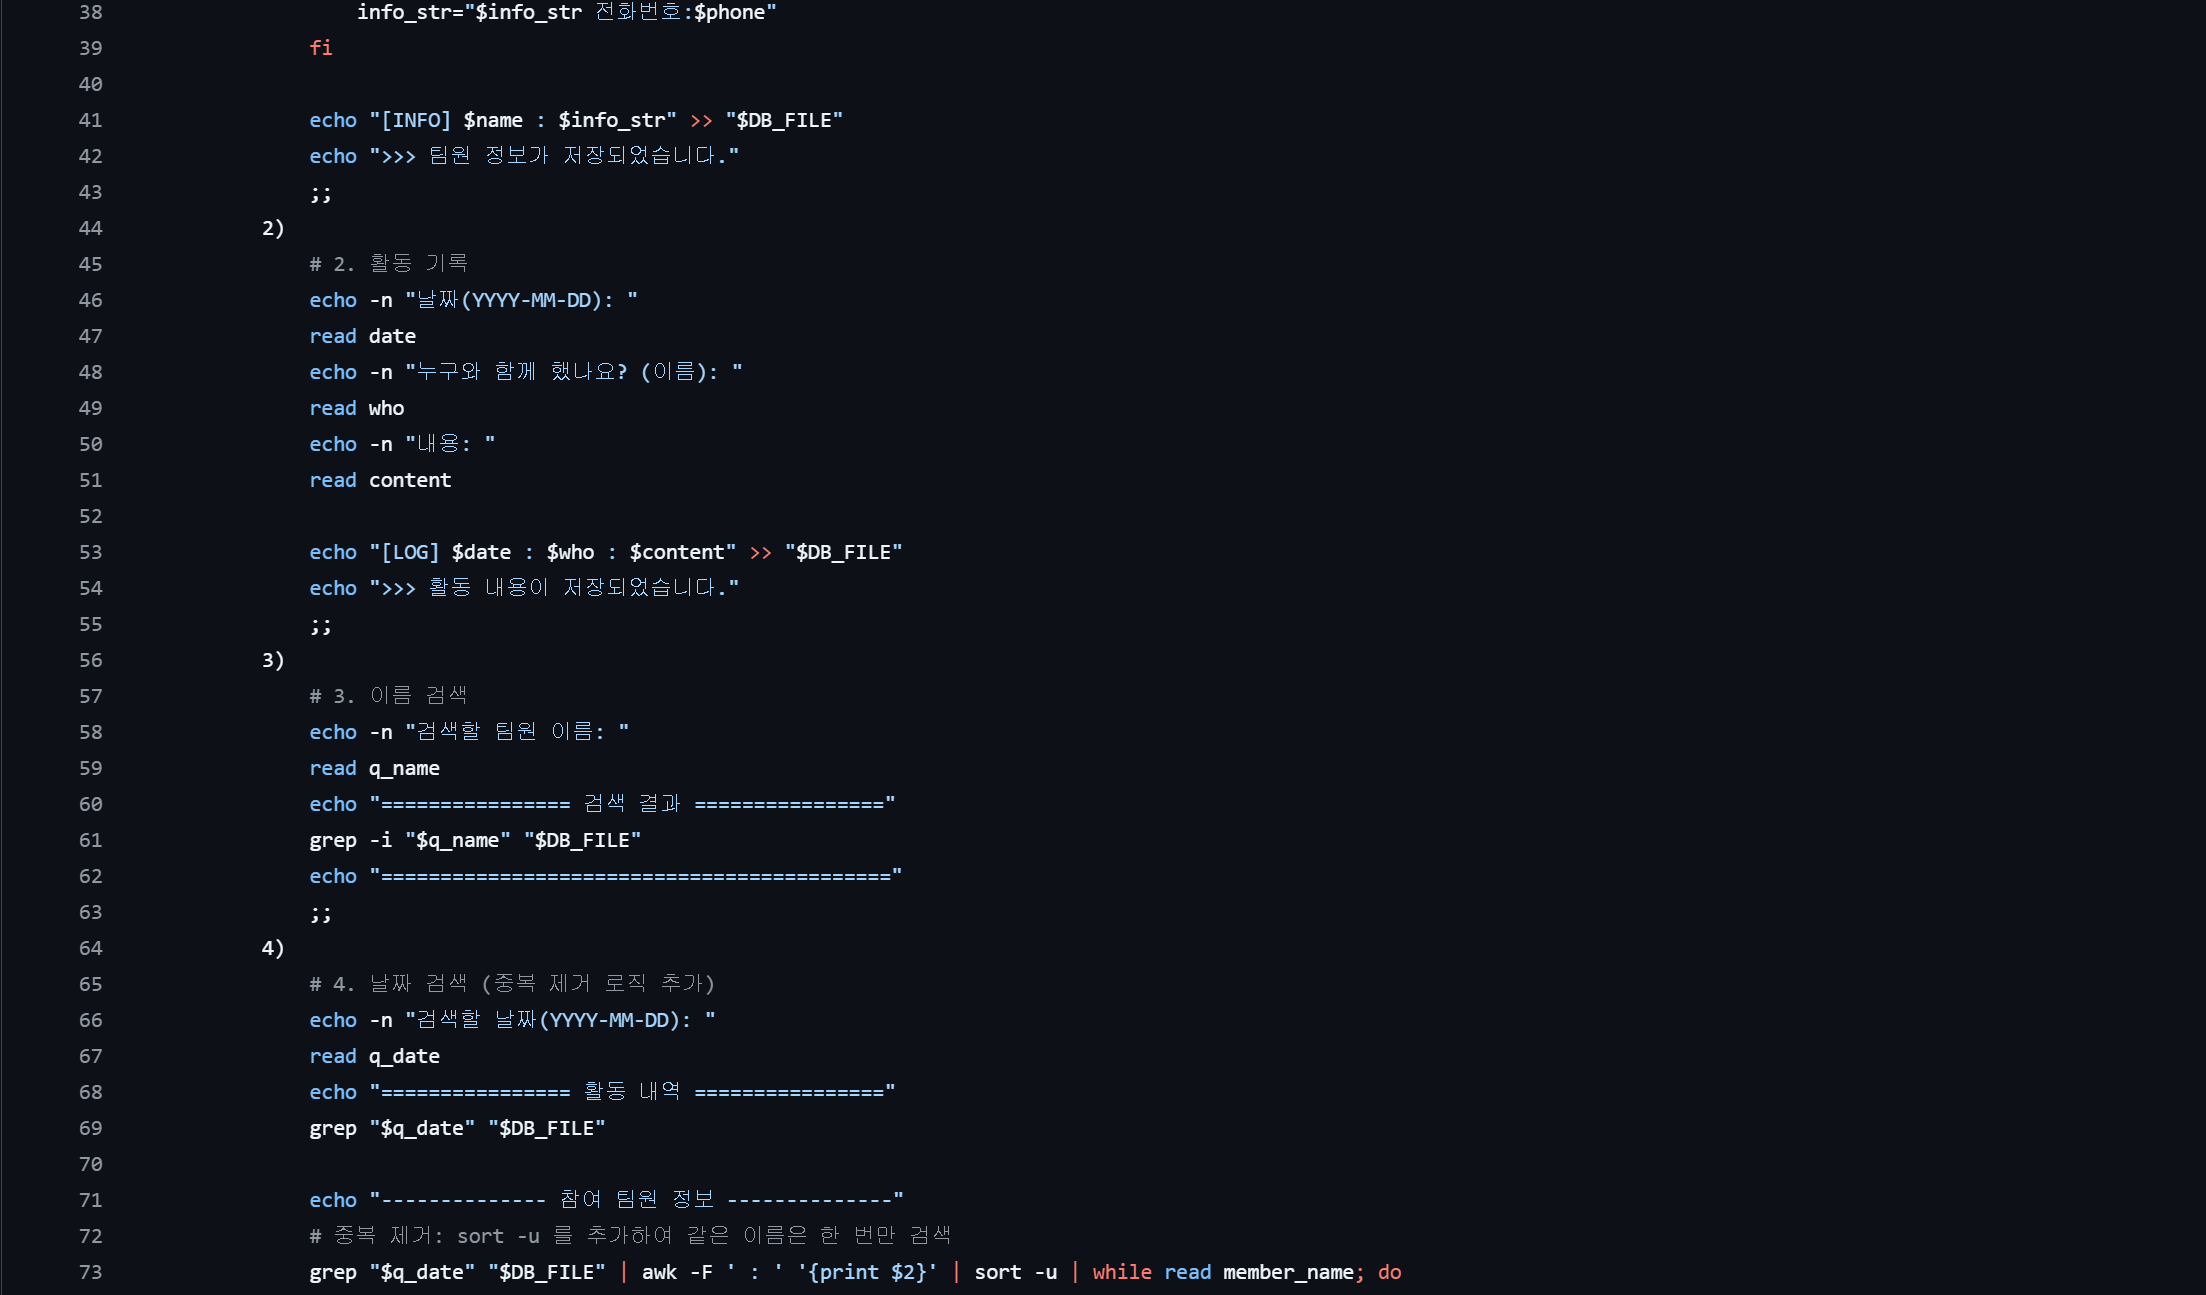 38                     info_str="$info_str 전화번호:$phone"
39                 fi
40
41                 echo "[INFO] $name : $info_str" >> "$DB_FILE"
42                 echo ">>> 팀원 정보가 저장되었습니다."
43                 ;;
44             2)
45                 # 2. 활동 기록
46                 echo -n "날짜(YYYY-MM-DD): "
47                 read date
48                 echo -n "누구와 함께 했나요? (이름): "
49                 read who
50                 echo -n "내용: "
51                 read content
52
53                 echo "[LOG] $date : $who : $content" >> "$DB_FILE"
54                 echo ">>> 활동 내용이 저장되었습니다."
55                 ;;
56             3)
57                 # 3. 이름 검색
58                 echo -n "검색할 팀원 이름: "
59                 read q_name
60                 echo "================ 검색 결과 ================"
61                 grep -i "$q_name" "$DB_FILE"
62                 echo "==========================================="
63                 ;;
64             4)
65                 # 4. 날짜 검색 (중복 제거 로직 추가)
66                 echo -n "검색할 날짜(YYYY-MM-DD): "
67                 read q_date
68                 echo "================ 활동 내역 ================"
69                 grep "$q_date" "$DB_FILE"
70
71                 echo "-------------- 참여 팀원 정보 --------------"
72                 # 중복 제거: sort -u 를 추가하여 같은 이름은 한 번만 검색
73                 grep "$q_date" "$DB_FILE" | awk -F ' : ' '{print $2}' | sort -u | while read member_name; do